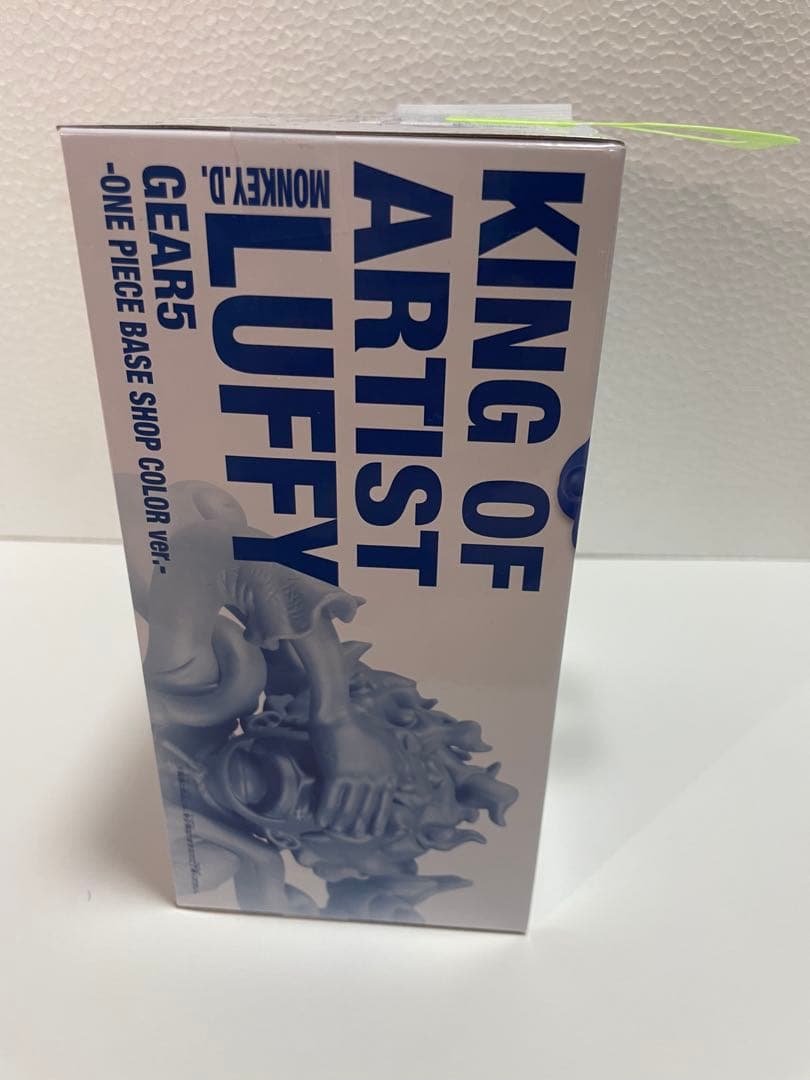 KING OF
ARTIST
MONKEY.D.
LUFFY
GEAR5
-ONE PIECE BASE SHOP COLOR ver.-